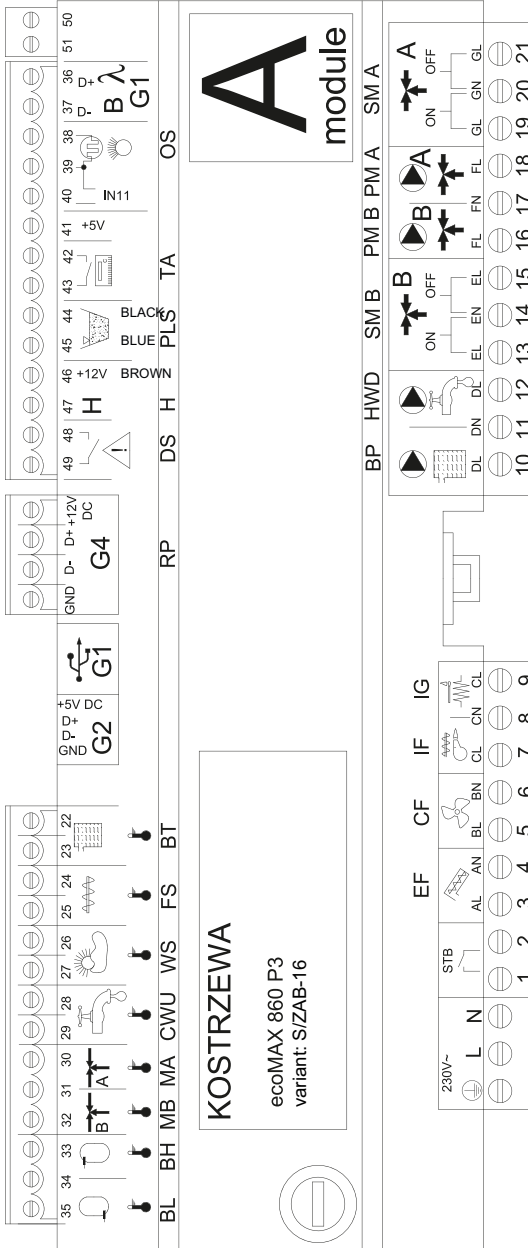 50
51
36 D+
37 D-
B λ
G1
38
39
40
IN11
OS
41 +5V
42
43
TA
44
45
BLACK
BLUE
PLS
46 +12V BROWN
47 H
H
48
49
DS
+12V
DC
D+
D-
GND
G4
RP
G1
+5V DC
D+
D-
GND
G2
22
23
BT
24
25
FS
26
27
WS
28
29
CWU
30
31
A
MA
32
B
MB
33
BH
34
35
BL
A
module
KOSTRZEWA
ecoMAX 860 P3
variant: S/ZAB-16
SM A
A
OFF
ON
GL
GN
GL
21
20
19
PM A
A
FL
18
FN
17
PM B
B
FL
16
SM B
B
OFF
ON
EL
EN
EL
15
14
13
HWD
DL
12
DN
11
BP
DL
10
IG
CL
9
CN
8
IF
CL
7
CF
BN
BL
6
5
EF
AN
AL
4
3
STB
2
1
230V~
N
L